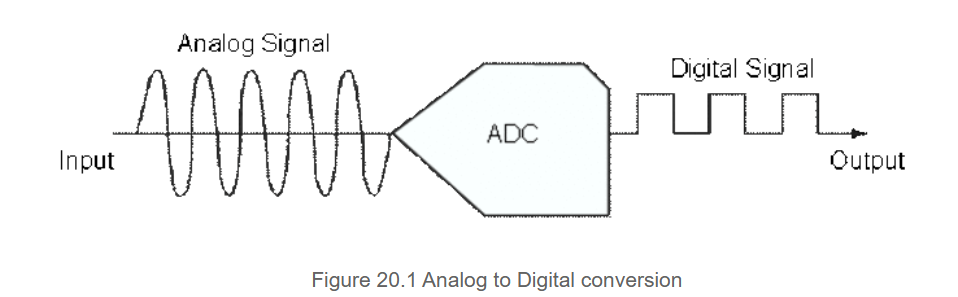 Analog Signal
Digital Signal
ADC
Input
Output
Figure 20.1 Analog to Digital conversion